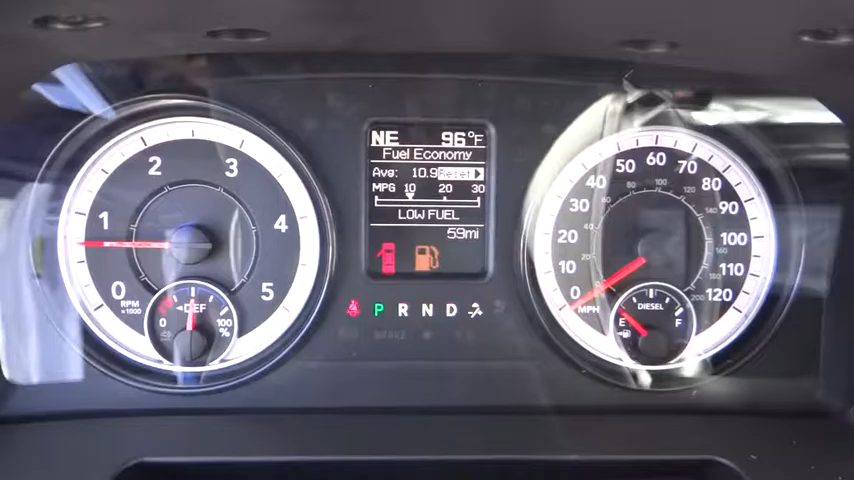 NE 96°F
Fuel Economy
Avg: 10.9 Reset
MPG 10 20 30
LOW FUEL
59mi
P R N D
0 1 2 3 4 5
RPM
×1000
DEF
0 100
%
0 10 20 30 40 50 60 70 80 90 100 110 120
MPH
DIESEL
E F
BRAKE